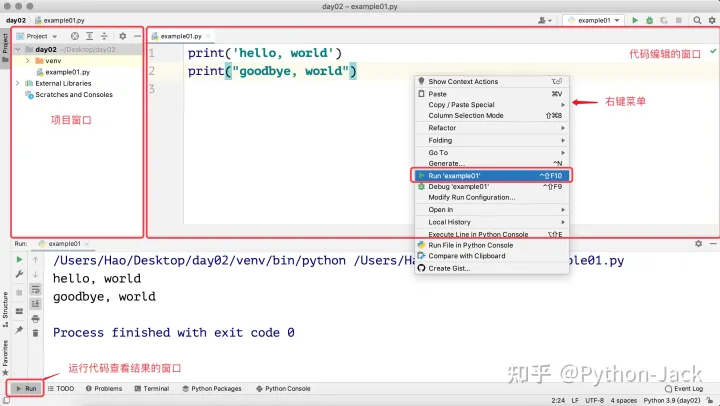 day02 – example01.py
day02 example01.py
example01
Project
example01.py
day02 ~/Desktop/day02
venv
example01.py
External Libraries
Scratches and Consoles
项目窗口
1 print('hello, world')
2 print("goodbye, world")
3
代码编辑的窗口
右键菜单
Show Context Actions ⌥⏎
Paste ⌘V
Copy / Paste Special
Column Selection Mode ⇧⌘8
Refactor
Folding
Go To
Generate... ^N
Run 'example01' ^⇧F10
Debug 'example01' ^⇧F9
Modify Run Configuration...
Open In
Local History
Execute Line in Python Console ⌥⇧E
Run File in Python Console
Compare with Clipboard
Create Gist...
Project
Structure
Favorites
Run: example01
/Users/Hao/Desktop/day02/venv/bin/python /Users/Ha
ple01.py
hello, world
goodbye, world
Process finished with exit code 0
运行代码查看结果的窗口
知乎 @Python-Jack
Run TODO Problems Terminal Python Packages Python Console Event Log
2:24 LF UTF-8 4 spaces Python 3.9 (day02)